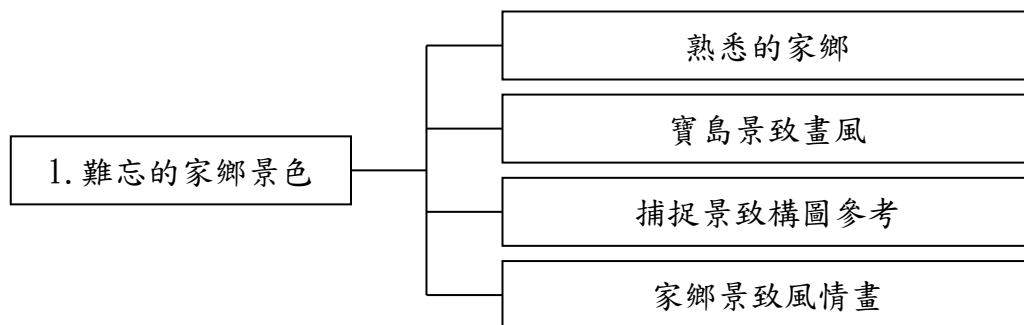 1.難忘的家鄉景色
熟悉的家鄉
寶島景致畫風
捕捉景致構圖參考
家鄉景致風情畫